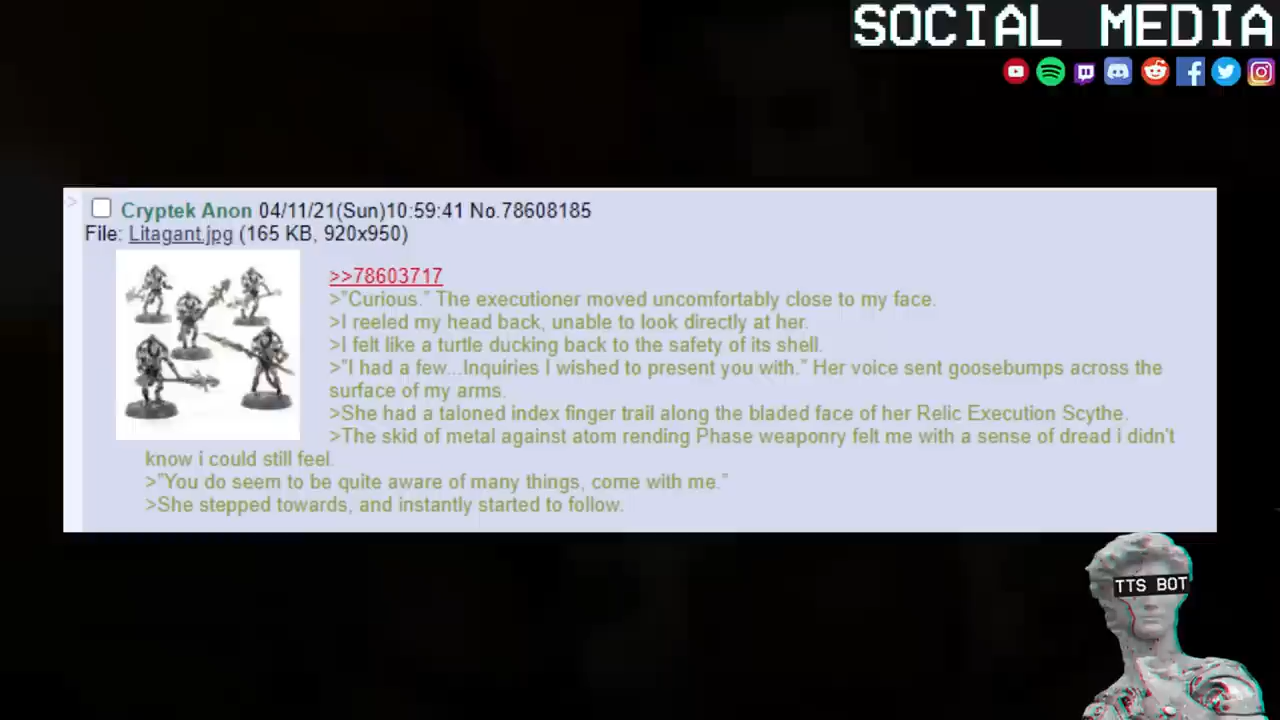 SOCIAL MEDIA
> Cryptek Anon 04/11/21(Sun)10:59:41 No.78608185
File: Litagant.jpg (165 KB, 920x950)
>>78603717
>"Curious." The executioner moved uncomfortably close to my face.
>I reeled my head back, unable to look directly at her.
>I felt like a turtle ducking back to the safety of its shell.
>"I had a few...Inquiries I wished to present you with." Her voice sent goosebumps across the
surface of my arms.
>She had a taloned index finger trail along the bladed face of her Relic Execution Scythe.
>The skid of metal against atom rending Phase weaponry felt me with a sense of dread i didn't
know i could still feel.
>"You do seem to be quite aware of many things, come with me."
>She stepped towards, and instantly started to follow.
TTS BOT